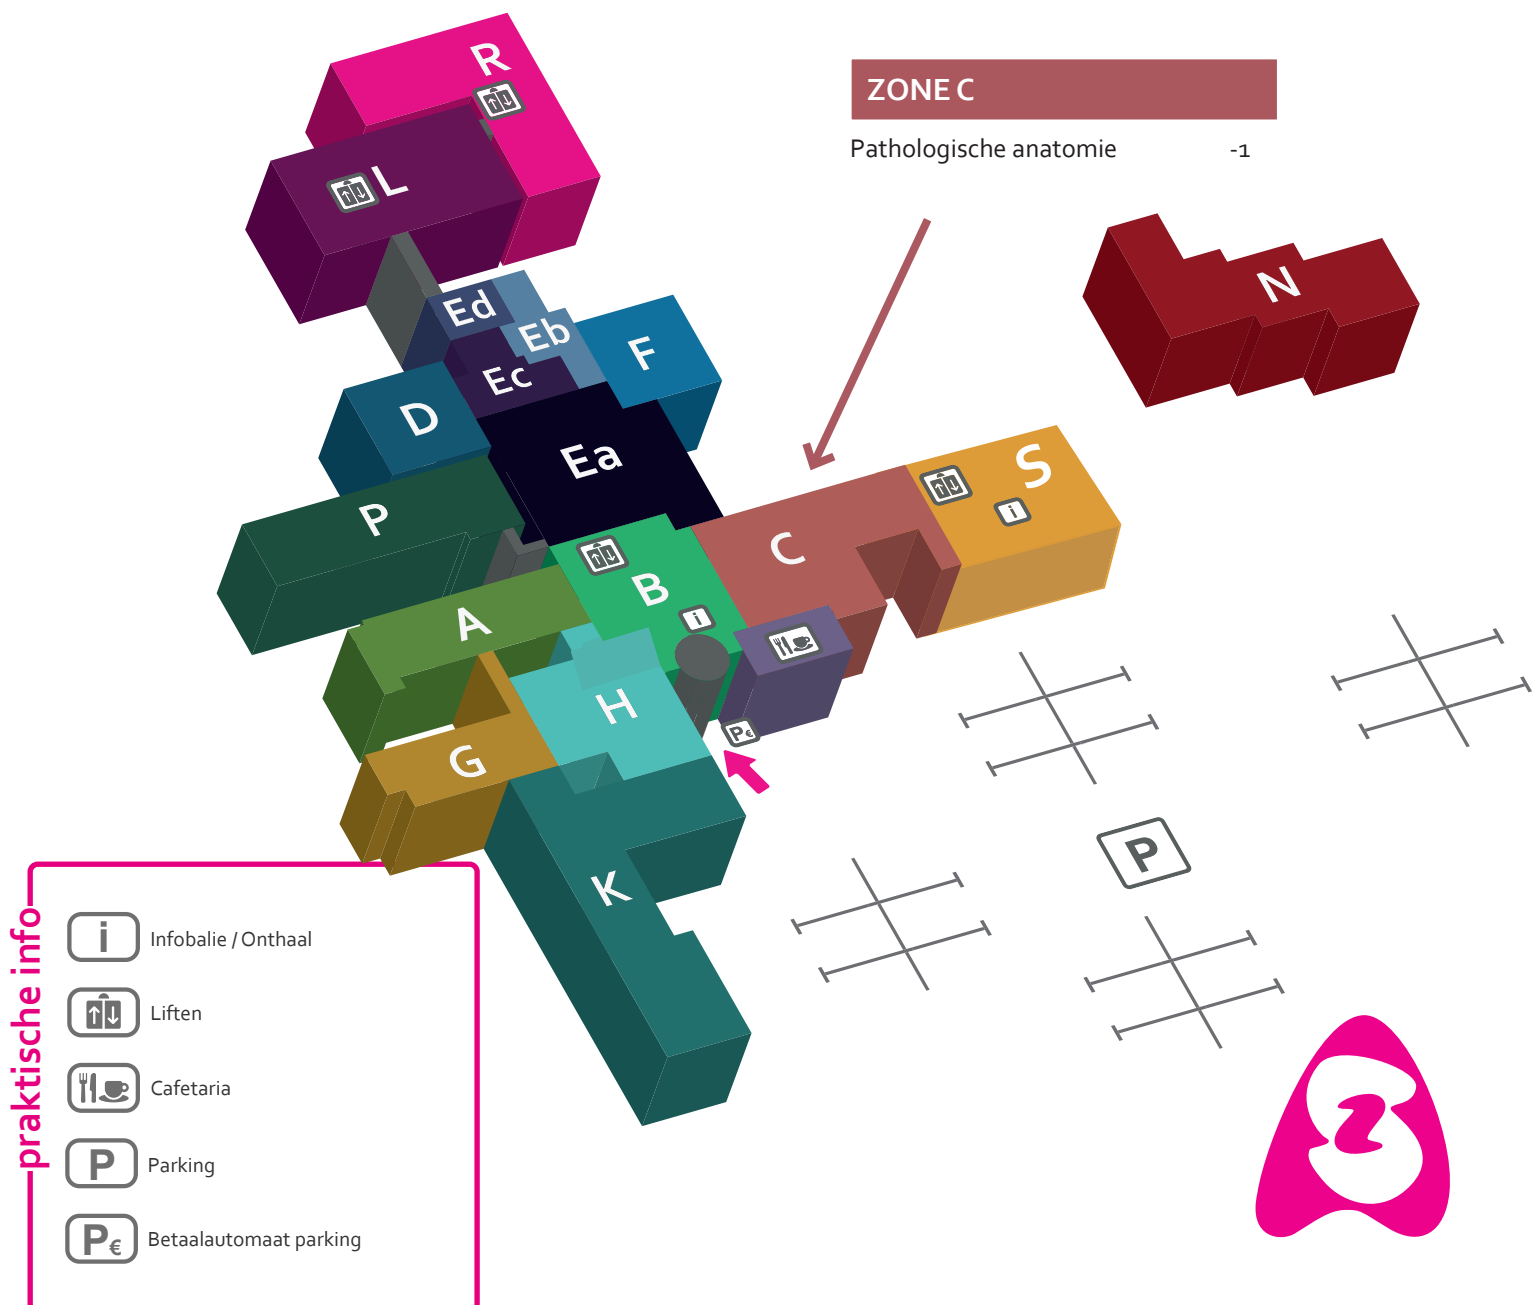 R
L
ZONE C
Pathologische anatomie -1
Ed
Eb
Ec
F
N
D
Ea
P
S
i
C
B
i
A
H
P€
G
K
P
praktische info
i Infobalie / Onthaal
Liften
Cafetaria
P Parking
P€ Betaalautomaat parking